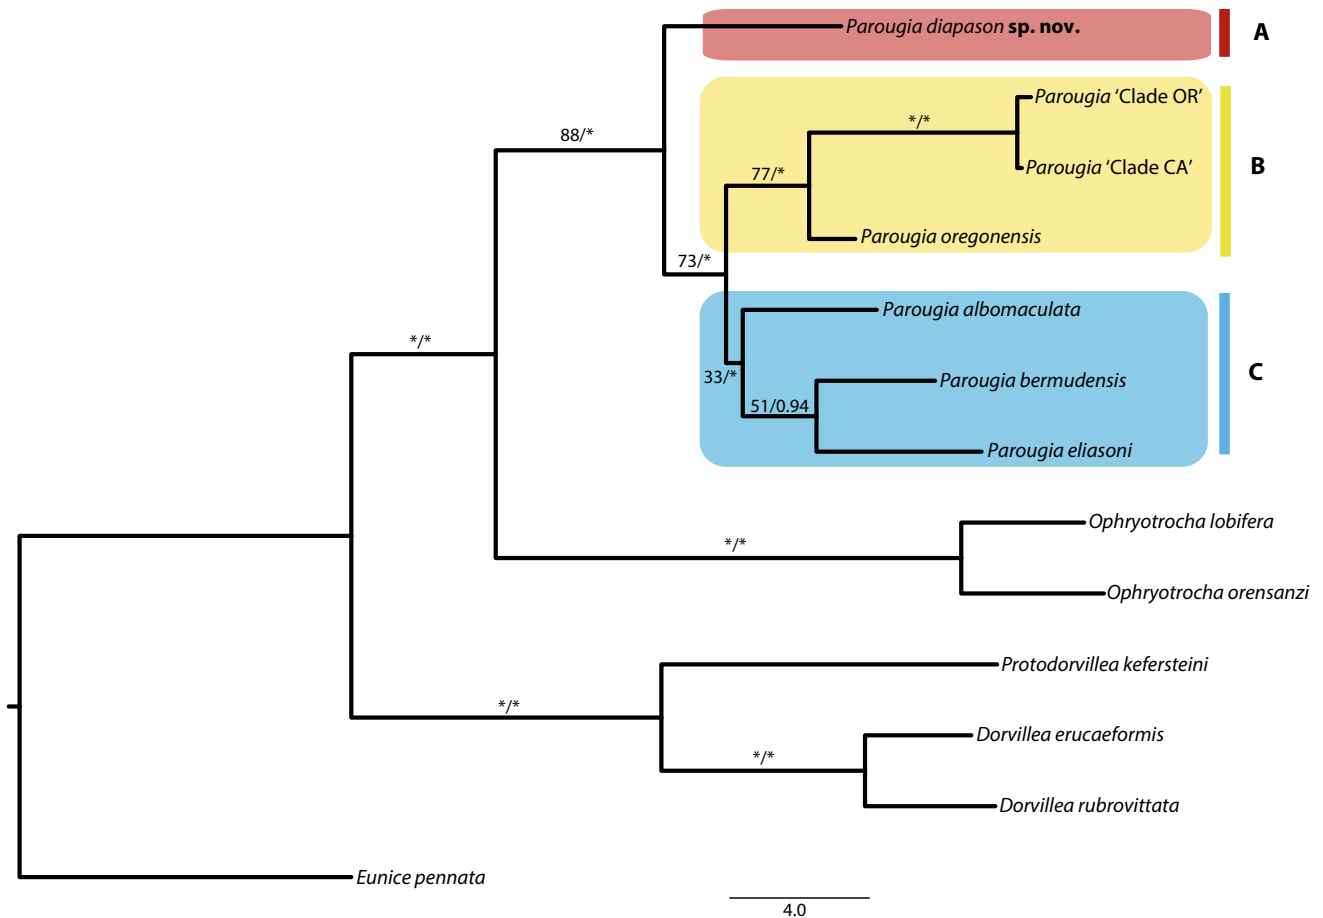 Parougia diapason sp. nov.
A
Parougia 'Clade OR'
*/*
88/*
Parougia 'Clade CA'
B
77/*
Parougia oregonensis
73/*
Parougia albomaculata
*/*
C
33/*
Parougia bermudensis
51/0.94
Parougia eliasoni
Ophryotrocha lobifera
*/*
Ophryotrocha orensanzi
Protodorvillea kefersteini
*/*
Dorvillea erucaeformis
*/*
Dorvillea rubrovittata
Eunice pennata
4.0